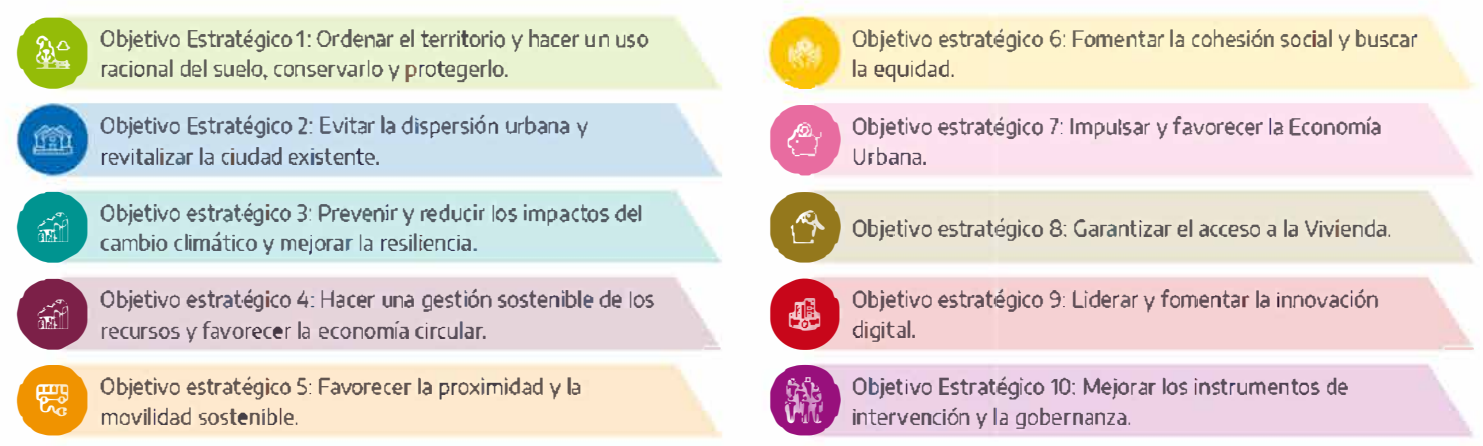 Objetivo Estratégico 1: Ordenar el territorio y hacer un uso
racional del suelo, conservarlo y protegerlo.
Objetivo Estratégico 2: Evitar la dispersión urbana y
revitalizar la ciudad existente.
Objetivo estratégico 3: Prevenir y reducir los impactos del
cambio climático y mejorar la resiliencia.
Objetivo estratégico 4: Hacer una gestión sostenible de los
recursos y favorecer la economía circular.
Objetivo estratégico 5: Favorecer la proximidad y la
movilidad sostenible.
Objetivo estratégico 6: Fomentar la cohesión social y buscar
la equidad.
Objetivo estratégico 7: Impulsar y favorecer la Economía
Urbana.
Objetivo estratégico 8: Garantizar el acceso a la Vivienda.
Objetivo estratégico 9: Liderar y fomentar la innovación
digital.
Objetivo Estratégico 10: Mejorar los instrumentos de
intervención y la gobernanza.